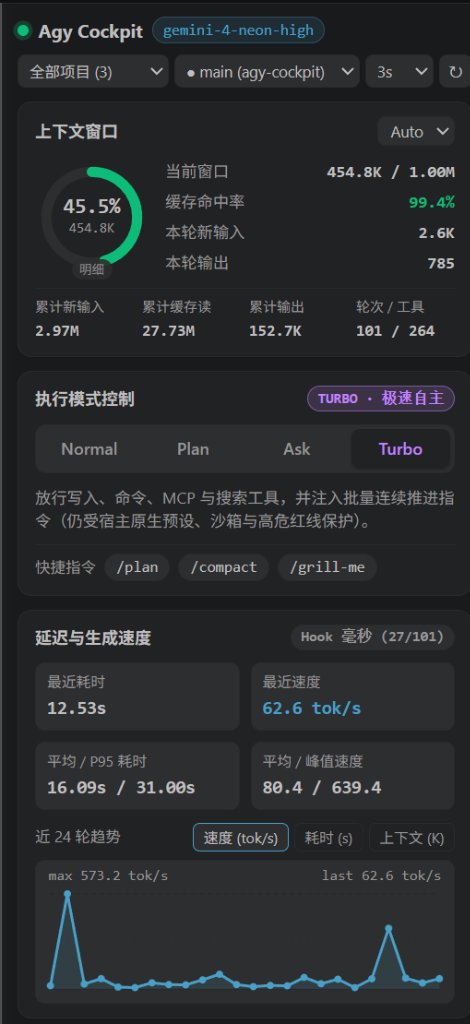 Agy Cockpit gemini-4-neon-high
全部项目 (3) ● main (agy-cockpit) 3s ↻
上下文窗口 Auto
45.5%
454.8K
明细
当前窗口 454.8K / 1.00M
缓存命中率 99.4%
本轮新输入 2.6K
本轮输出 785
累计新输入 累计缓存读 累计输出 轮次 / 工具
2.97M 27.73M 152.7K 101 / 264
执行模式控制 TURBO · 极速自主
Normal Plan Ask Turbo
放行写入、命令、MCP 与搜索工具，并注入批量连续推进指
令（仍受宿主原生预设、沙箱与高危红线保护）。
快捷指令 /plan /compact /grill-me
延迟与生成速度 Hook 毫秒 (27/101)
最近耗时 最近速度
12.53s 62.6 tok/s
平均 / P95 耗时 平均 / 峰值速度
16.09s / 31.00s 80.4 / 639.4
近 24 轮趋势 速度 (tok/s) 耗时 (s) 上下文 (K)
max 573.2 tok/s last 62.6 tok/s